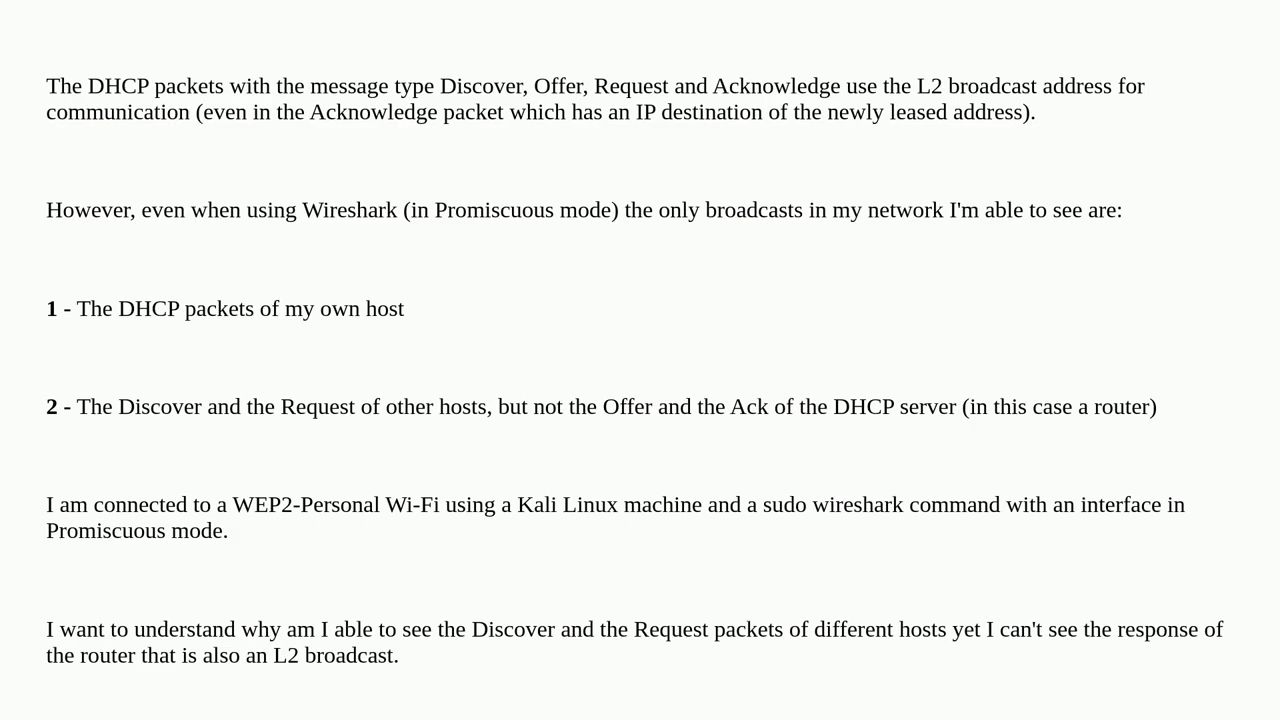 The DHCP packets with the message type Discover, Offer, Request and Acknowledge use the L2 broadcast address for
communication (even in the Acknowledge packet which has an IP destination of the newly leased address).
However, even when using Wireshark (in Promiscuous mode) the only broadcasts in my network I'm able to see are:
1 - The DHCP packets of my own host
2 - The Discover and the Request of other hosts, but not the Offer and the Ack of the DHCP server (in this case a router)
I am connected to a WEP2-Personal Wi-Fi using a Kali Linux machine and a sudo wireshark command with an interface in
Promiscuous mode.
I want to understand why am I able to see the Discover and the Request packets of different hosts yet I can't see the response of
the router that is also an L2 broadcast.